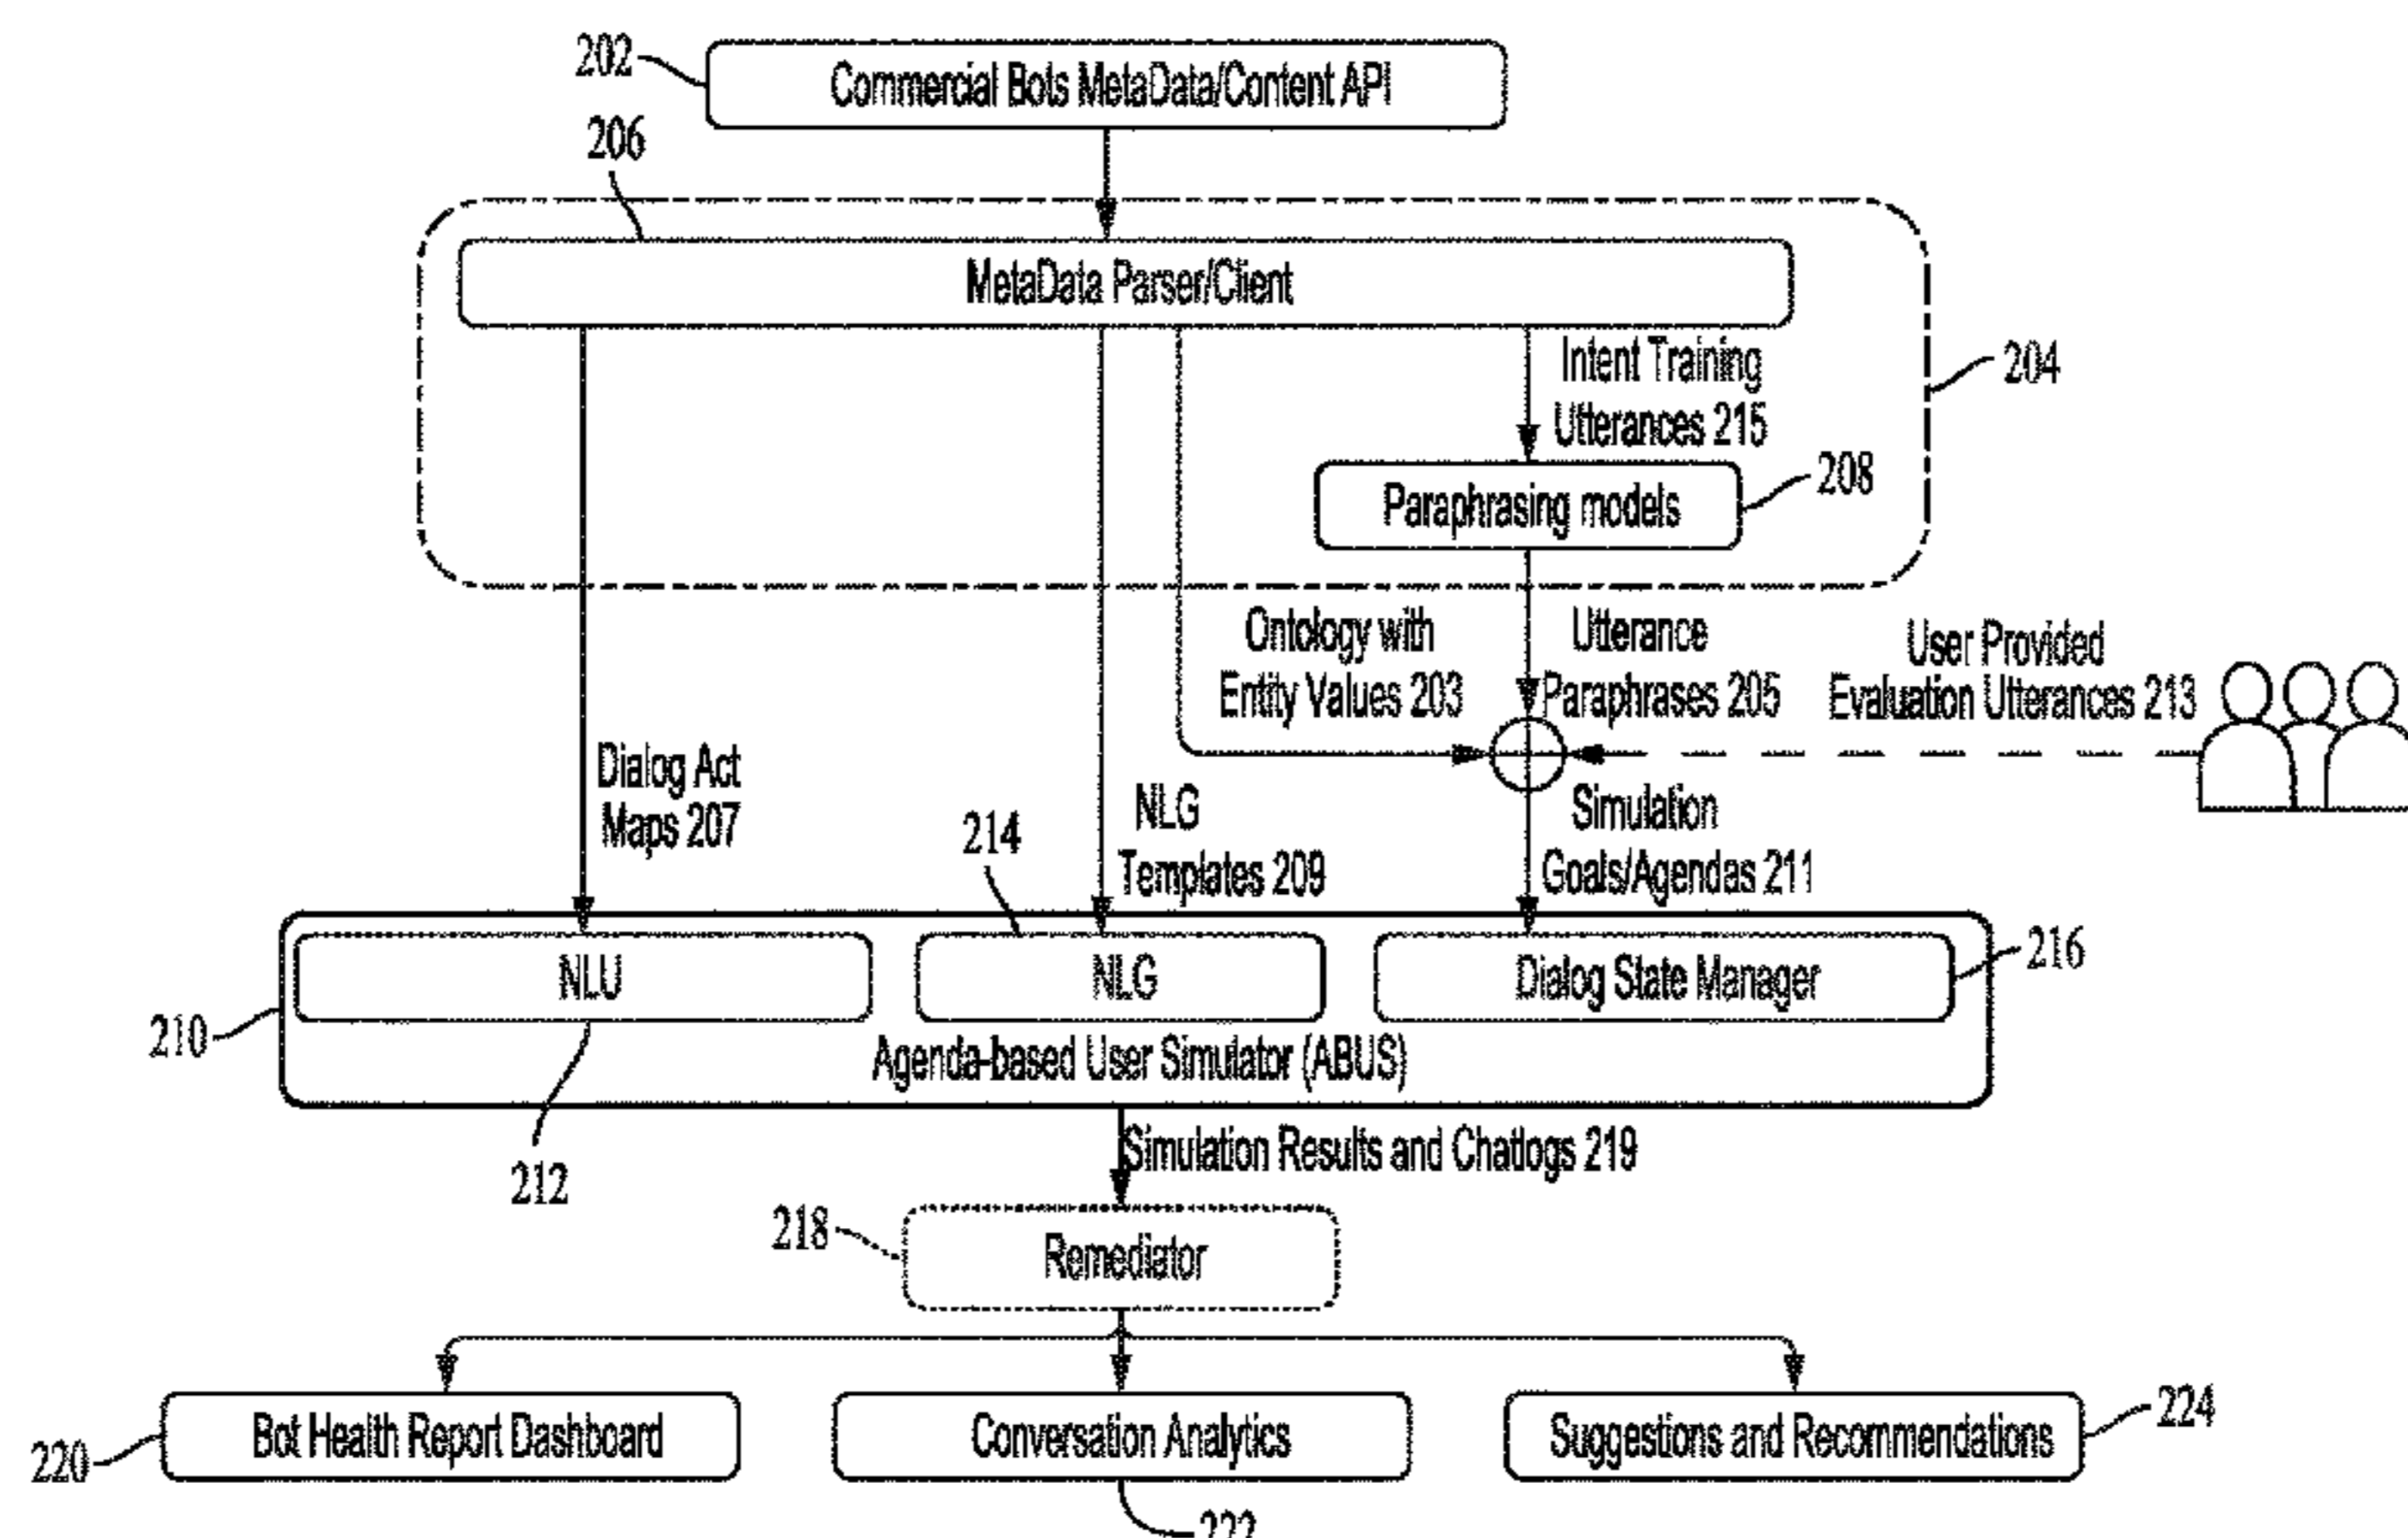 202
Commercial Bots MetaData/Content API
206
MetaData Parser/Client
Intent Training
Utterances 215
204
Paraphrasing models
208
Ontology with
Entity Values 203
Utterance
Paraphrases 205
User Provided
Evaluation Utterances 213
Dialog Act
Maps 207
214
NLG
Templates 209
Simulation
Goals/Agendas 211
NLU
NLG
Dialog State Manager
216
210
Agenda-based User Simulator (ABUS)
212
Simulation Results and Chatlogs 219
218
Remediator
220
Bot Health Report Dashboard
Conversation Analytics
Suggestions and Recommendations
224
222